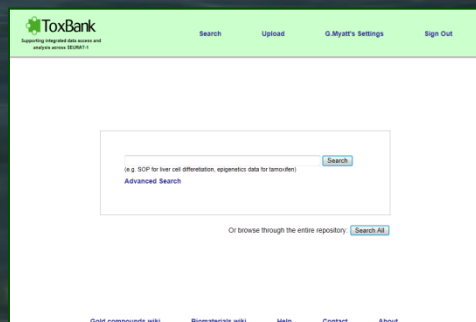 ToxBank
Supporting integrated data access and
analysis across SEURAT-1
Search Upload G.Myatt's Settings Sign Out
Search
(e.g. SOP for liver cell differetiation, epigenetics data for tamoxifen)
Advanced Search
Or browse through the entire repository: Search All
Gold compounds wiki Biomaterials wiki Help Contact About